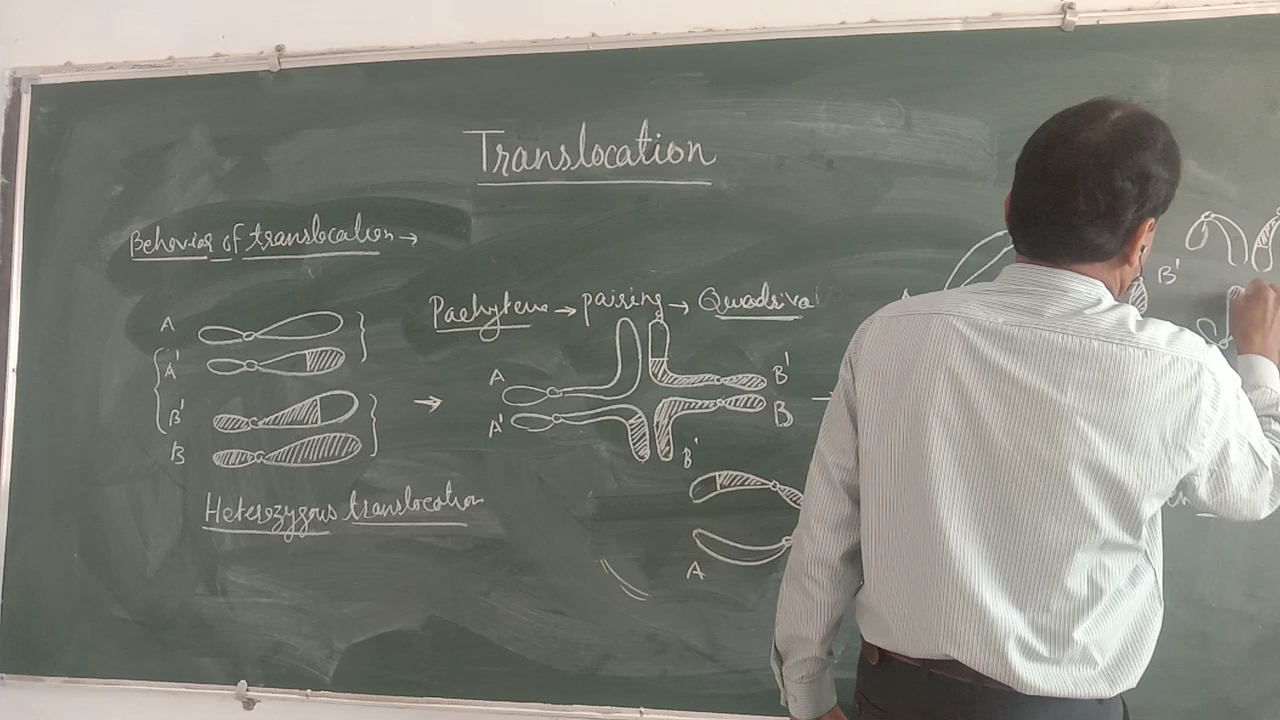 Translocation
Behavior of translocation →
Pachytene → pairing → Quadrival
A
A'
B'
B
→
A
A'
B'
B
B'
A
B'
Heterozygous translocation